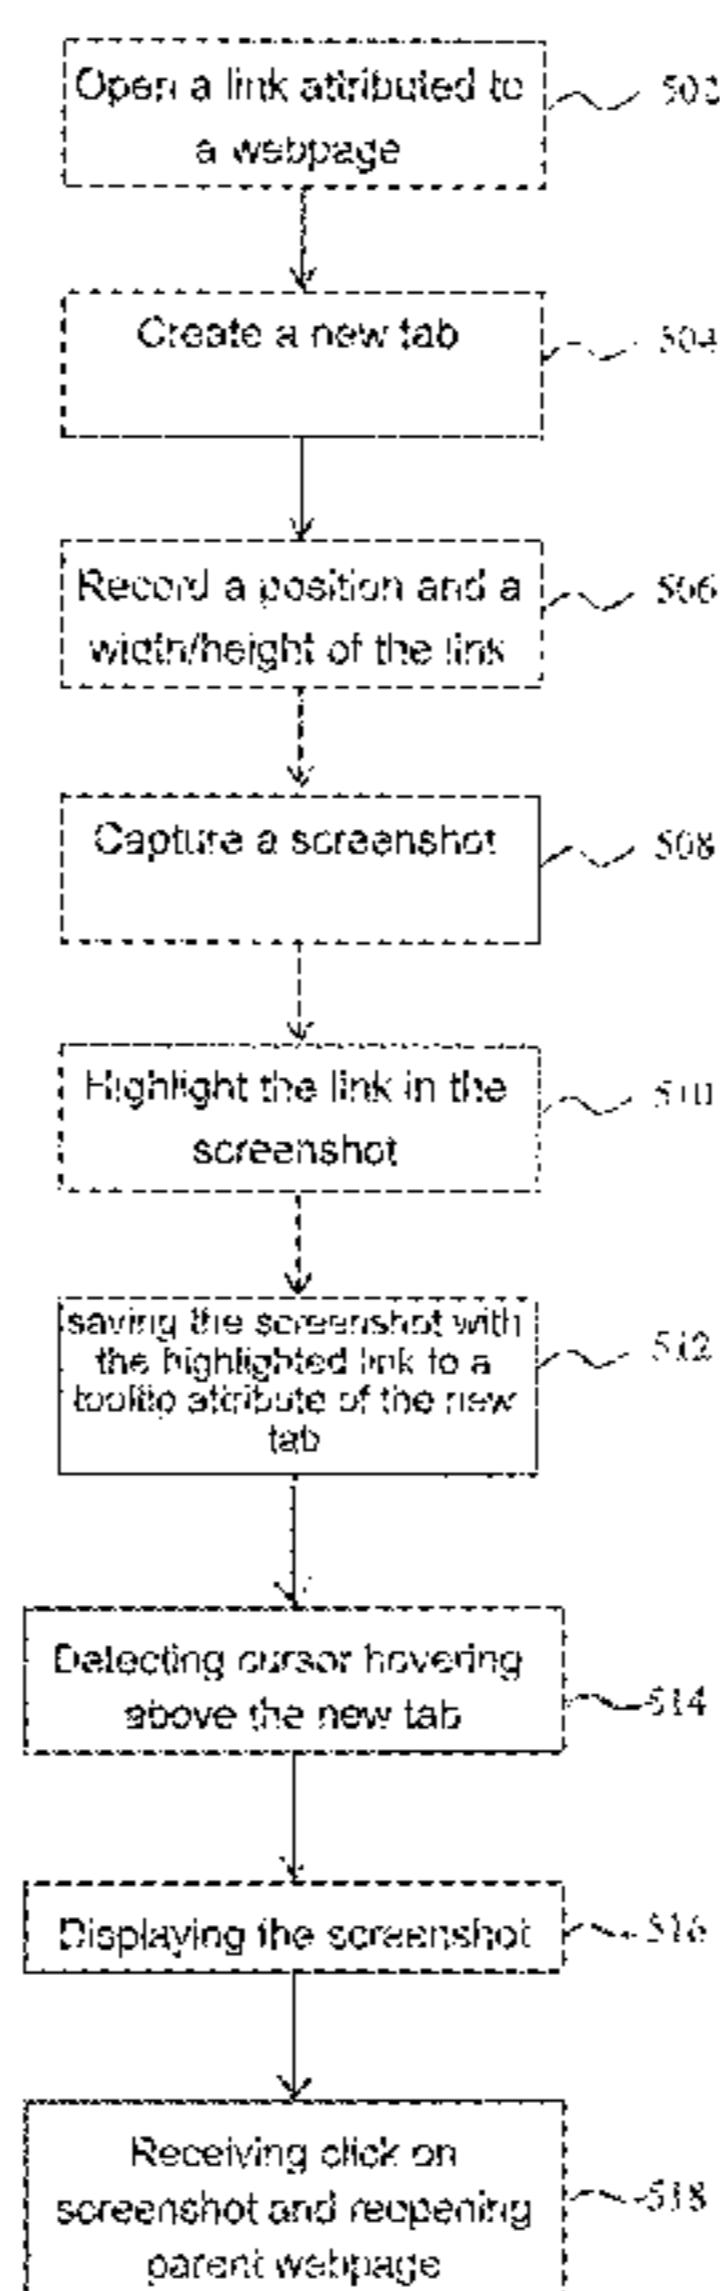 Open a link attributed to
a webpage
502
Create a new tab
504
Record a position and a
width/height of the link
506
Capture a screenshot
508
Highlight the link in the
screenshot
510
saving the screenshot with
the highlighted link to a
tooltip attribute of the new
tab
512
Detecting cursor hovering
above the new tab
514
Displaying the screenshot
516
Receiving click on
screenshot and reopening
parent webpage
518